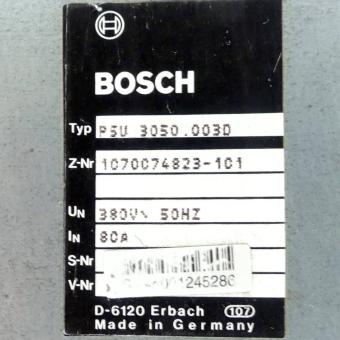 BOSCH
Typ PSU 3050.003D
Z-Nr 1070074823-101
UN 380V~ 50HZ
IN 80A
S-Nr
V-Nr 1245286
D-6120 Erbach 107
Made in Germany